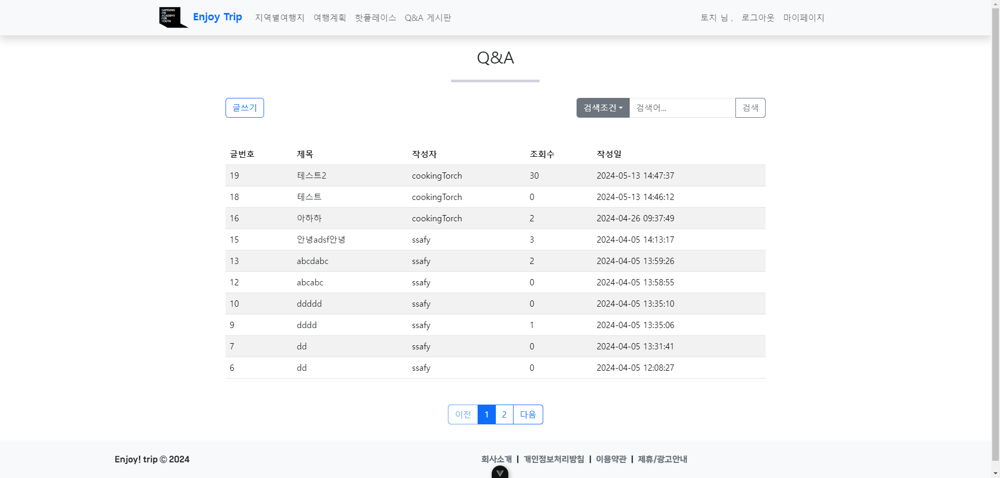 SAMSUNG
SW
ACADEMY
FOR
YOUTH
Enjoy Trip 지역별여행지 여행계획 핫플레이스 Q&A 게시판 토치 님 , 로그아웃 마이페이지
Q&A
글쓰기 검색조건 검색어... 검색
글번호 제목 작성자 조회수 작성일
19 테스트2 cookingTorch 30 2024-05-13 14:47:37
18 테스트 cookingTorch 0 2024-05-13 14:46:12
16 아하하 cookingTorch 2 2024-04-26 09:37:49
15 안녕adsf안녕 ssafy 3 2024-04-05 14:13:17
13 abcdabc ssafy 2 2024-04-05 13:59:26
12 abcabc ssafy 0 2024-04-05 13:58:55
10 ddddd ssafy 0 2024-04-05 13:35:10
9 dddd ssafy 1 2024-04-05 13:35:06
7 dd ssafy 0 2024-04-05 13:31:41
6 dd ssafy 0 2024-04-05 12:08:27
이전 1 2 다음
Enjoy! trip © 2024 회사소개 | 개인정보처리방침 | 이용약관 | 제휴/광고안내